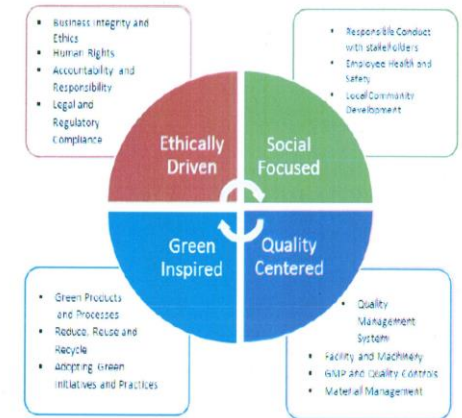 Business Integrity and
Ethics
Human Rights
Accountability and
Responsibility
Legal and
Regulatory
Compliance
Responsible Conduct
with stakeholders
Employee Health and
Safety
Local Community
Development
Ethically
Driven
Social
Focused
Green
Inspired
Quality
Centered
Green Products
and Processes
Reduce, Reuse and
Recycle
Adopting Green
Initiatives and Practices
Quality
Management
System
Facility and Machinery
GMP and Quality Controls
Material Management